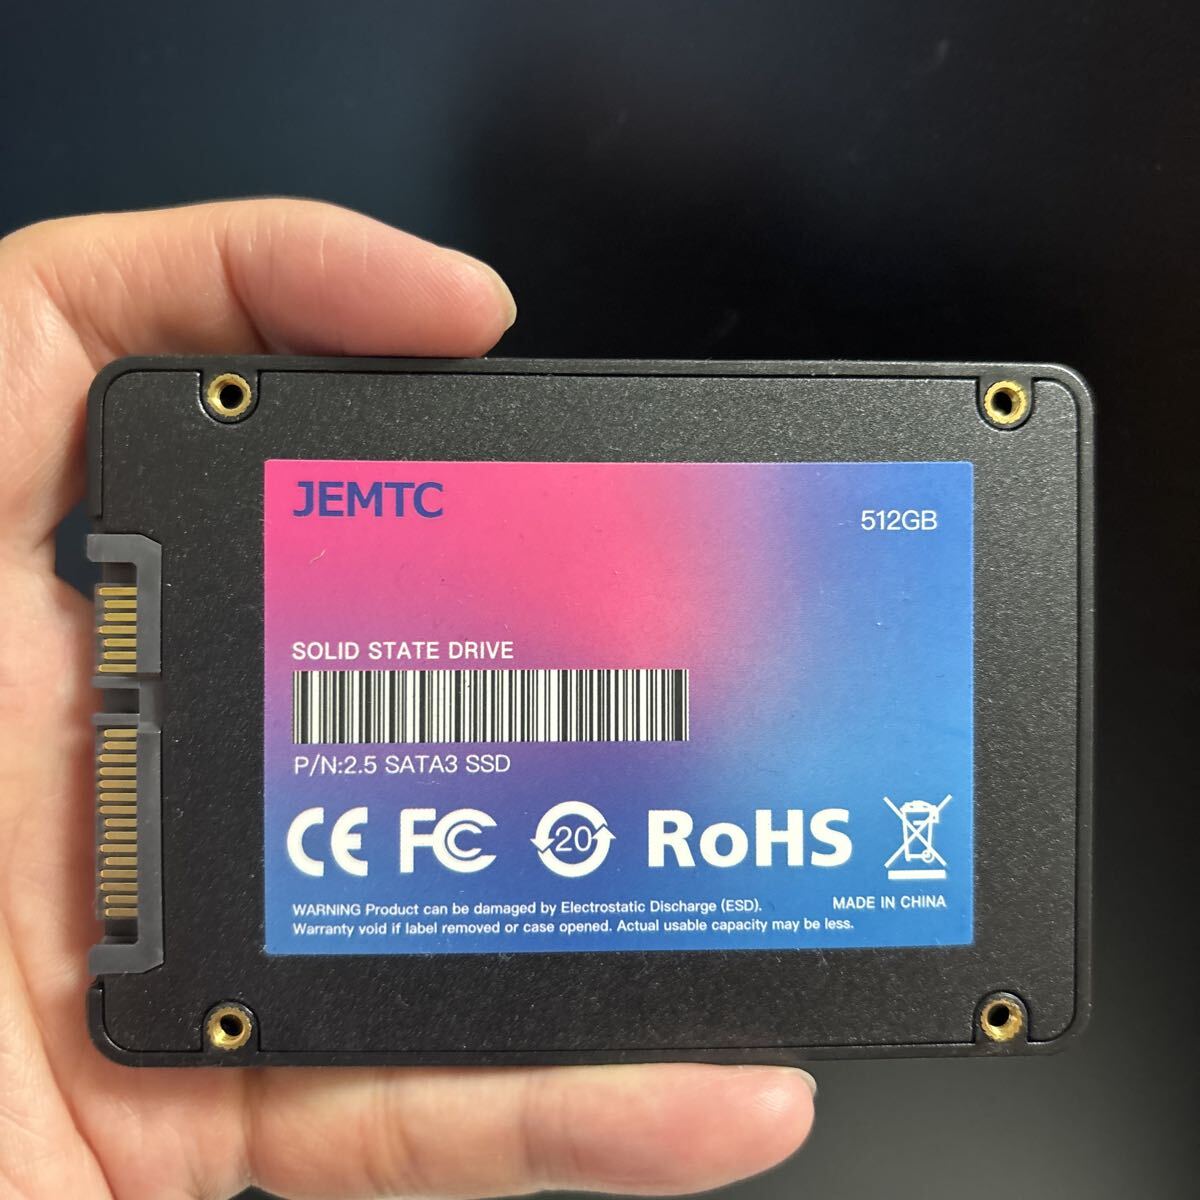 JEMTC
512GB
SOLID STATE DRIVE
P/N:2.5 SATA3 SSD
CE FC 20 RoHS
WARNING Product can be damaged by Electrostatic Discharge (ESD).
MADE IN CHINA
Warranty void if label removed or case opened. Actual usable capacity may be less.